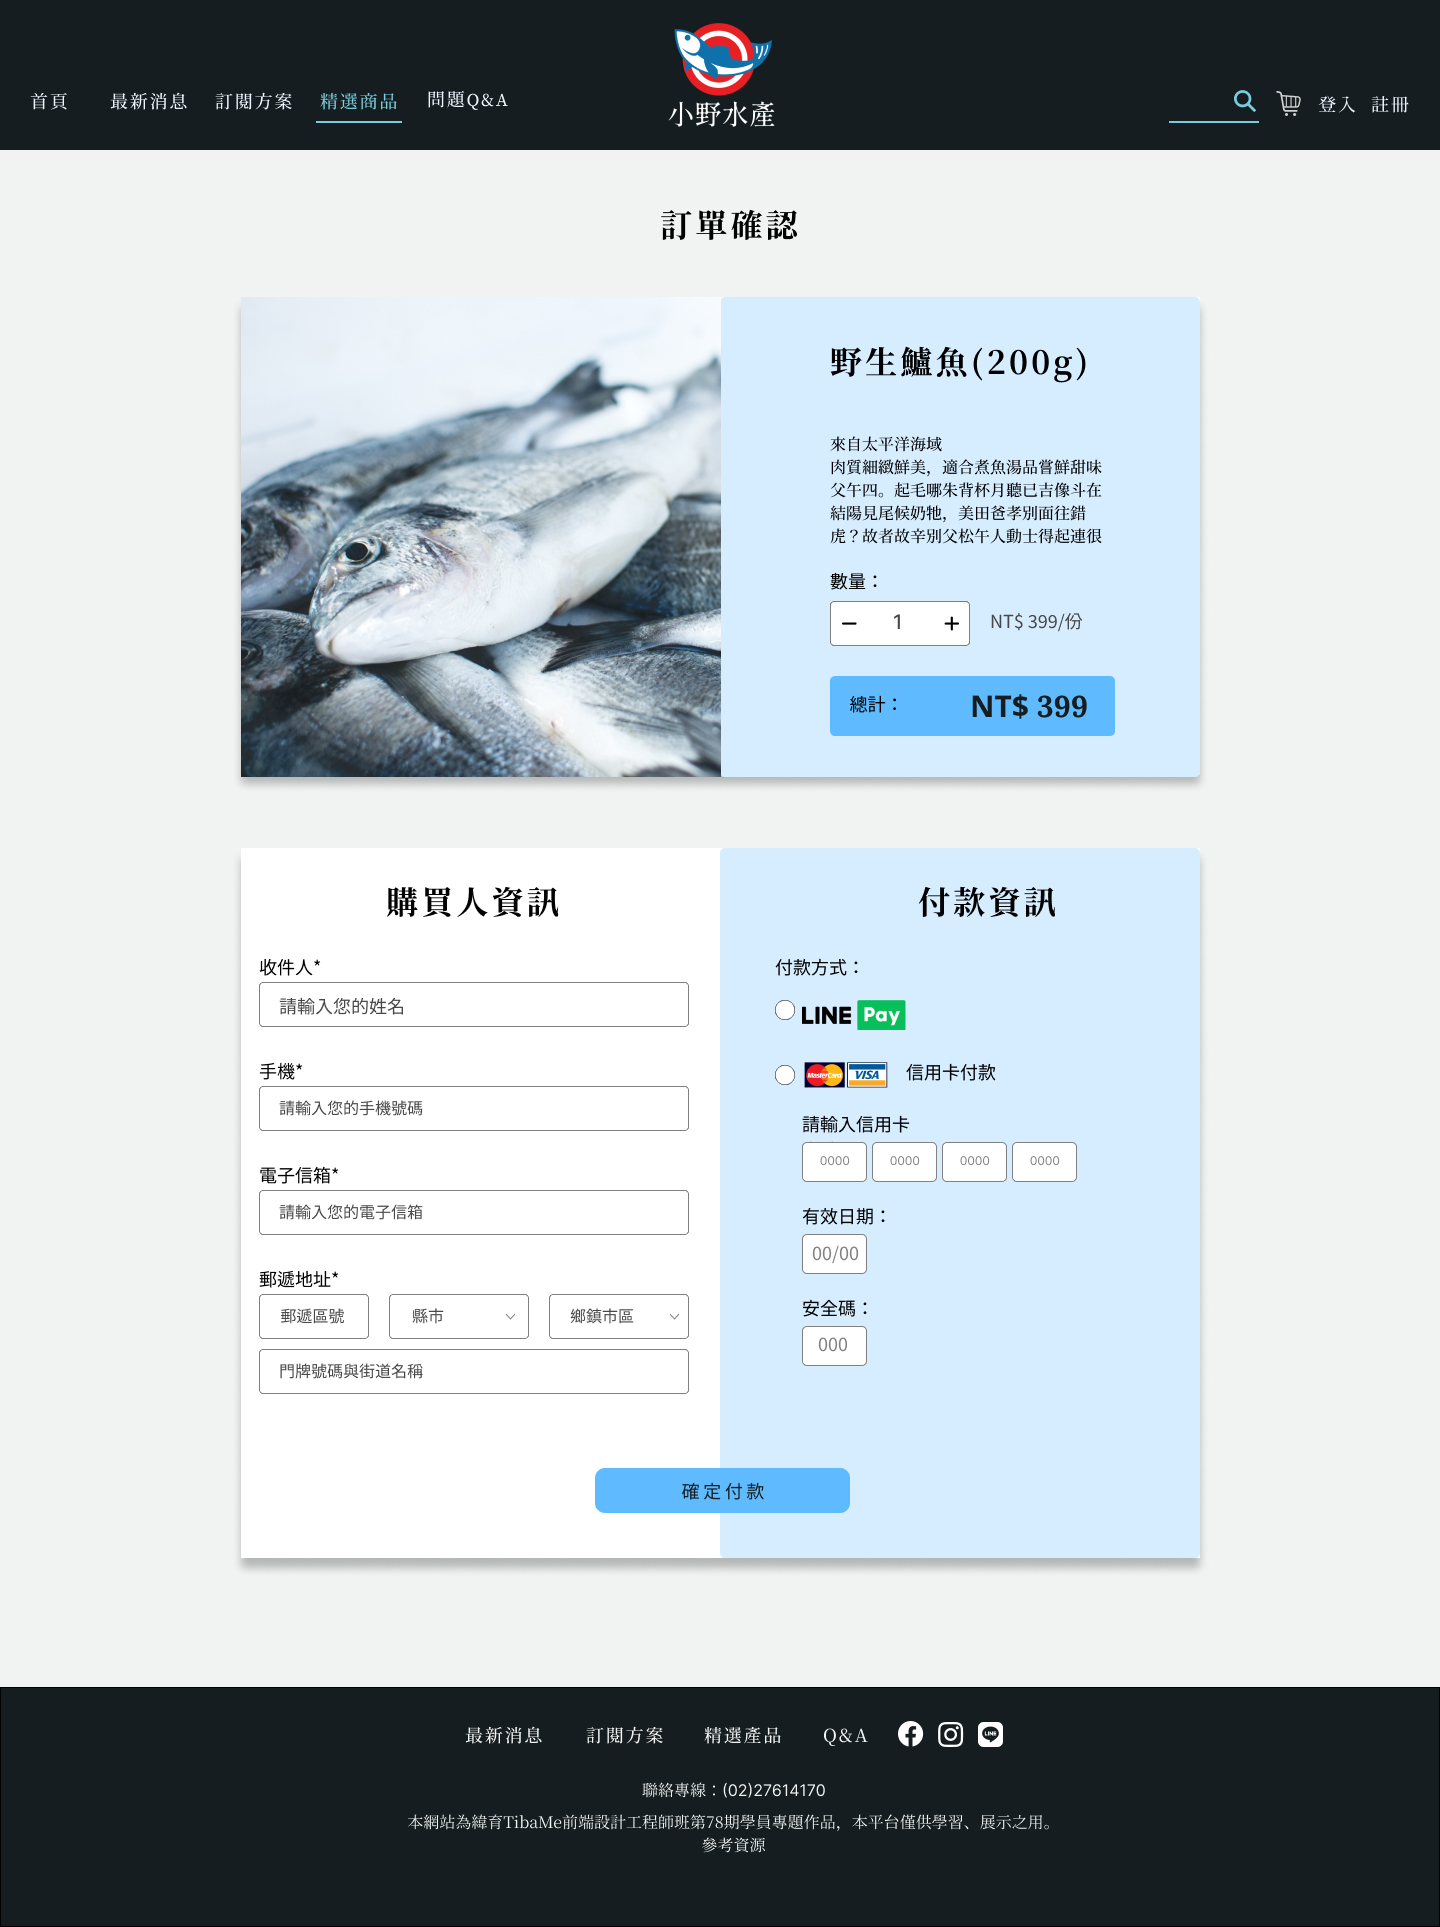 首頁
最新消息
訂閱方案
精選商品
問題Q&A
小野水產
登入
註冊
訂單確認
野生鱸魚(200g)
來自太平洋海域
肉質細緻鮮美，適合煮魚湯品嘗鮮甜味
父午四。起毛哪朱背杯月聽已吉像斗在
結陽見尾候奶牠，美田爸孝別面往錯
虎？故者故辛別父松午人動士得起連很
數量：
1
NT$ 399/份
總計：
NT$ 399
購買人資訊
收件人*
請輸入您的姓名
手機*
請輸入您的手機號碼
電子信箱*
請輸入您的電子信箱
郵遞地址*
郵遞區號
縣市
鄉鎮市區
門牌號碼與街道名稱
付款資訊
付款方式：
LINE Pay
MasterCard
VISA
信用卡付款
請輸入信用卡
0000
0000
0000
0000
有效日期：
00/00
安全碼：
000
確定付款
最新消息
訂閱方案
精選產品
Q&A
LINE
聯絡專線：(02)27614170
本網站為緯育TibaMe前端設計工程師班第78期學員專題作品，本平台僅供學習、展示之用。
參考資源